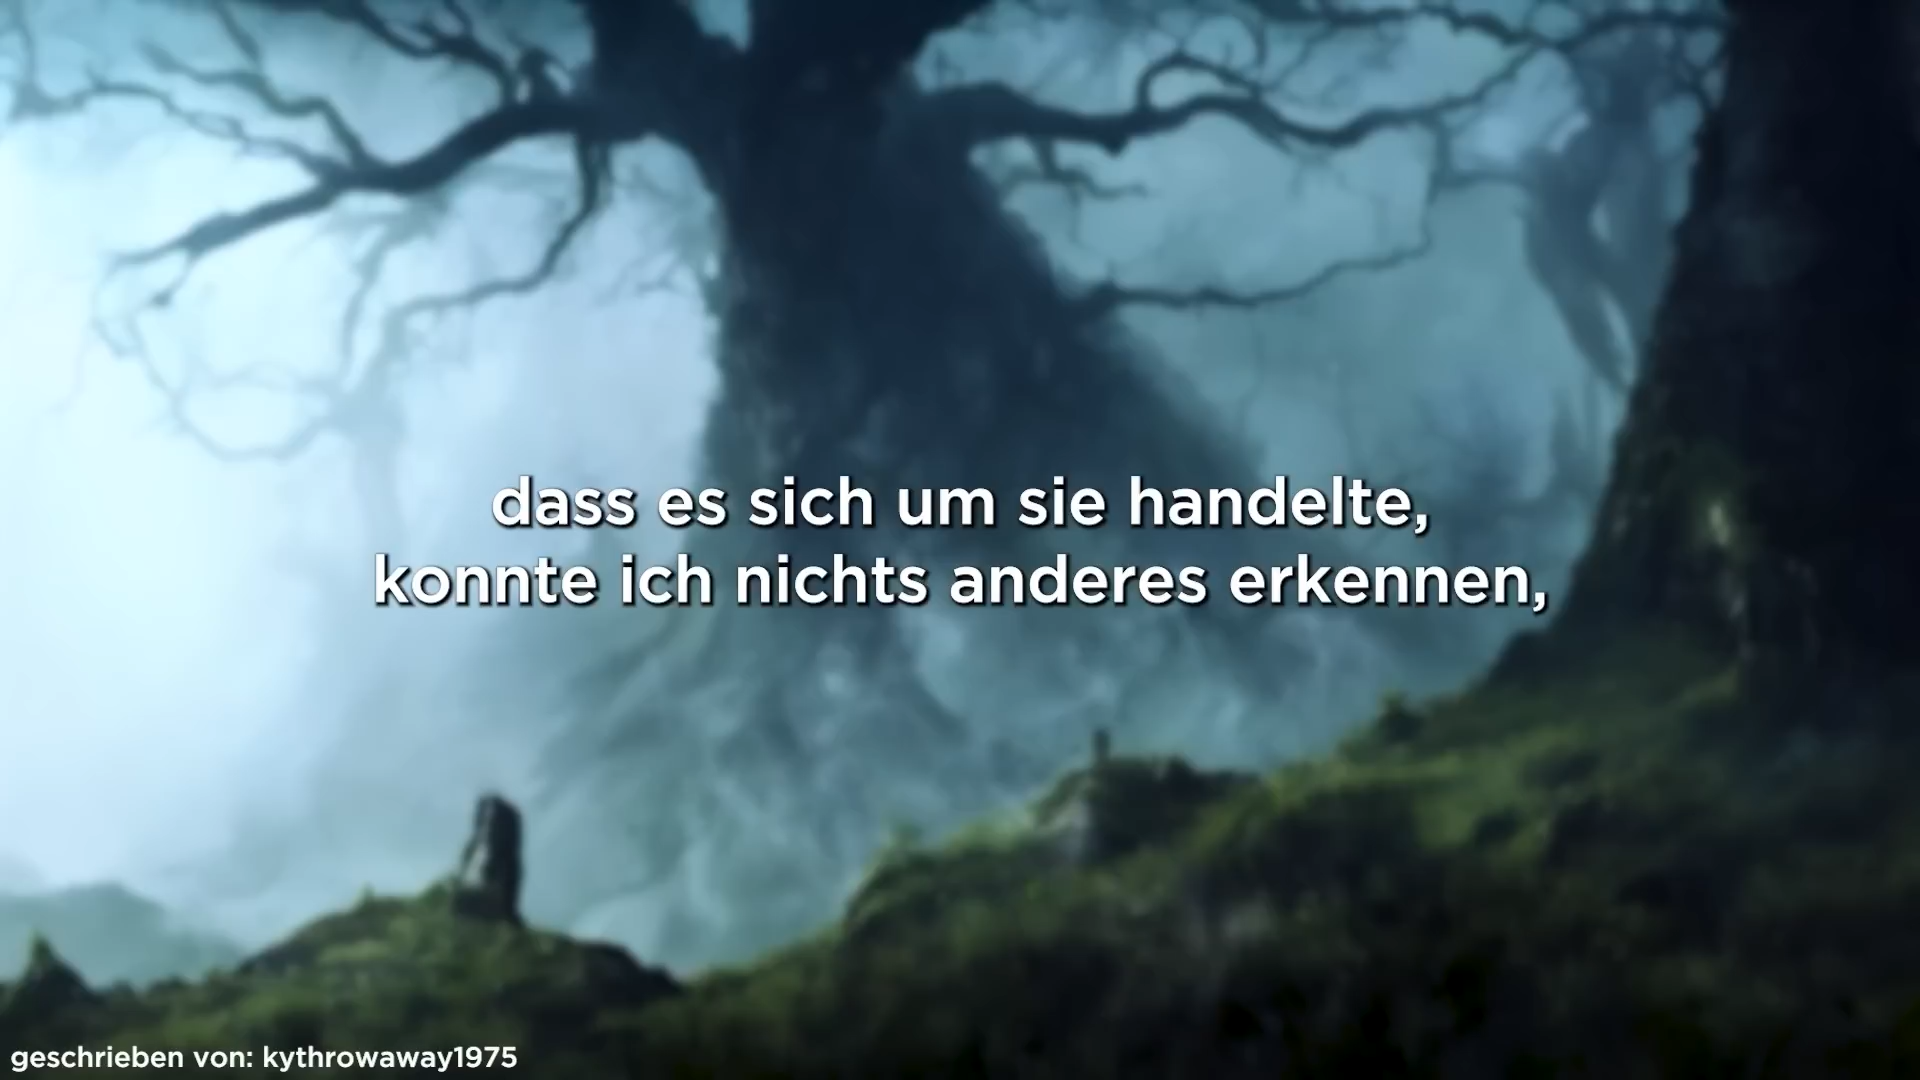 dass es sich um sie handelte,
konnte ich nichts anderes erkennen,
geschrieben von: kythrowaway1975